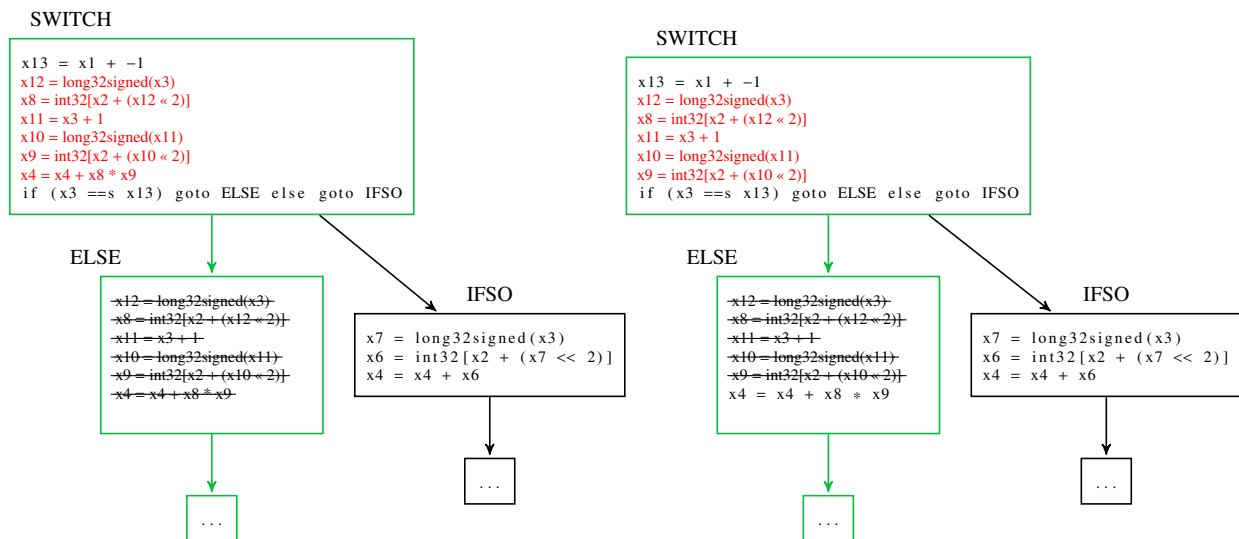 SWITCH
x13 = x1 + -1
x12 = long32signed(x3)
x8 = int32[x2 + (x12 « 2)]
x11 = x3 + 1
x10 = long32signed(x11)
x9 = int32[x2 + (x10 « 2)]
x4 = x4 + x8 * x9
if (x3 ==s x13) goto ELSE else goto IFSO
ELSE
x12 = long32signed(x3)
x8 = int32[x2 + (x12 « 2)]
x11 = x3 + 1
x10 = long32signed(x11)
x9 = int32[x2 + (x10 « 2)]
x4 = x4 + x8 * x9
...
IFSO
x7 = long32signed(x3)
x6 = int32[x2 + (x7 << 2)]
x4 = x4 + x6
...
SWITCH
x13 = x1 + -1
x12 = long32signed(x3)
x8 = int32[x2 + (x12 « 2)]
x11 = x3 + 1
x10 = long32signed(x11)
x9 = int32[x2 + (x10 « 2)]
if (x3 ==s x13) goto ELSE else goto IFSO
ELSE
x12 = long32signed(x3)
x8 = int32[x2 + (x12 « 2)]
x11 = x3 + 1
x10 = long32signed(x11)
x9 = int32[x2 + (x10 « 2)]
x4 = x4 + x8 * x9
...
IFSO
x7 = long32signed(x3)
x6 = int32[x2 + (x7 << 2)]
x4 = x4 + x6
...